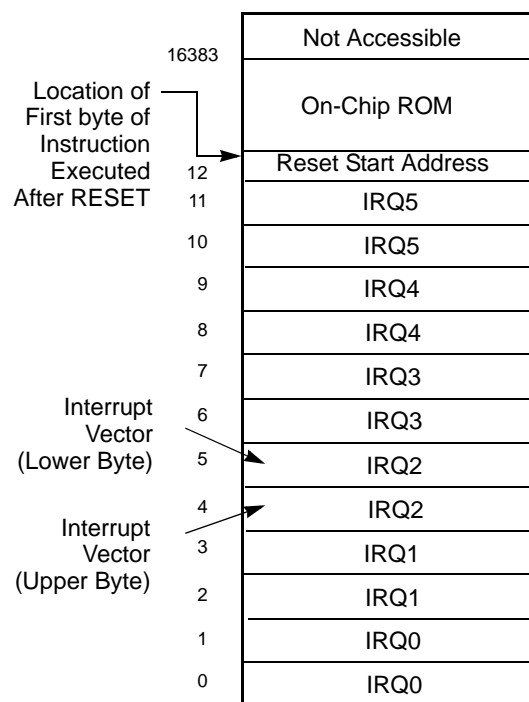 Not Accessible
16383
Location of
First byte of
Instruction
Executed
After RESET
On-Chip ROM
12 Reset Start Address
11 IRQ5
10 IRQ5
9 IRQ4
8 IRQ4
7 IRQ3
Interrupt
Vector
(Lower Byte)
6 IRQ3
5 IRQ2
4 IRQ2
Interrupt
Vector
(Upper Byte)
3 IRQ1
2 IRQ1
1 IRQ0
0 IRQ0